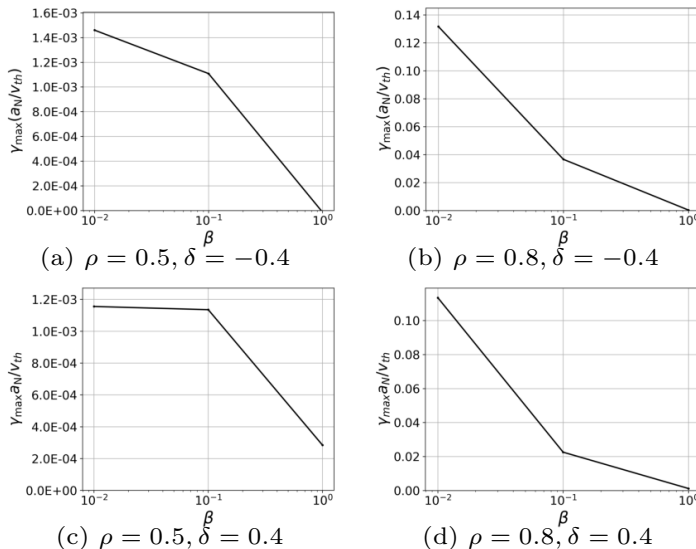 1.6E-03
1.4E-03
1.2E-03
1.0E-03
8.0E-04
6.0E-04
4.0E-04
2.0E-04
0.0E+00
γmax(aN/vth)
10⁻² 10⁻¹ 10⁰
β
(a) ρ = 0.5, δ = −0.4
0.14
0.12
0.10
0.08
0.06
0.04
0.02
0.00
γmax(aN/vth)
10⁻² 10⁻¹ 10⁰
β
(b) ρ = 0.8, δ = −0.4
1.2E-03
1.0E-03
8.0E-04
6.0E-04
4.0E-04
2.0E-04
0.0E+00
γmaxaN/vth
10⁻² 10⁻¹ 10⁰
β
(c) ρ = 0.5, δ = 0.4
0.10
0.08
0.06
0.04
0.02
0.00
γmaxaN/vth
10⁻² 10⁻¹ 10⁰
β
(d) ρ = 0.8, δ = 0.4